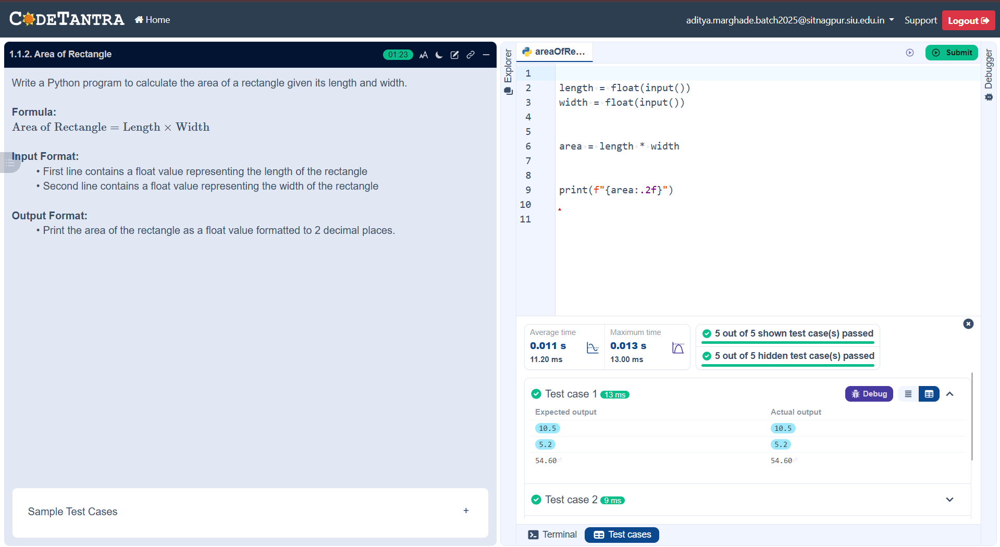 CODETANTRA
Home
aditya.marghade.batch2025@sitnagpur.siu.edu.in
Support
Logout
1.1.2. Area of Rectangle
01:23
Write a Python program to calculate the area of a rectangle given its length and width.
Formula:
Area of Rectangle = Length × Width
Input Format:
• First line contains a float value representing the length of the rectangle
• Second line contains a float value representing the width of the rectangle
Output Format:
• Print the area of the rectangle as a float value formatted to 2 decimal places.
Sample Test Cases
+
Explorer
areaOfRe...
Submit
Debugger
1
2 length = float(input())
3 width = float(input())
4
5
6 area = length * width
7
8
9 print(f"{area:.2f}")
10
11
Average time
0.011 s
11.20 ms
Maximum time
0.013 s
13.00 ms
5 out of 5 shown test case(s) passed
5 out of 5 hidden test case(s) passed
Test case 1 13 ms
Debug
Expected output Actual output
10.5 10.5
5.2 5.2
54.60 54.60
Test case 2 9 ms
Terminal
Test cases